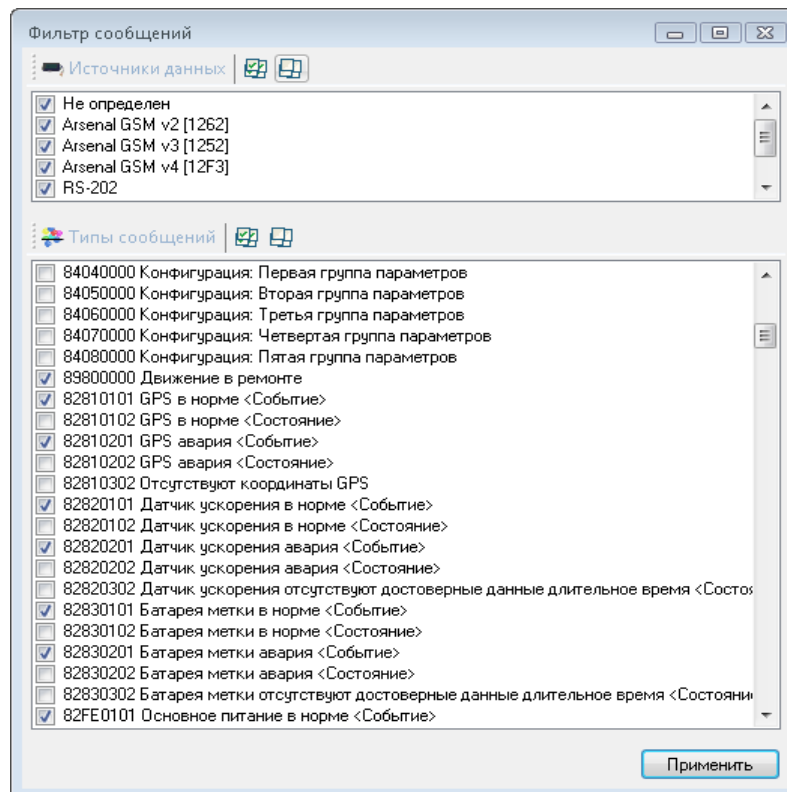 Фильтр сообщений
Источники данных
Не определен
Arsenal GSM v2 [1262]
Arsenal GSM v3 [1252]
Arsenal GSM v4 [12F3]
RS-202
Типы сообщений
84040000 Конфигурация: Первая группа параметров
84050000 Конфигурация: Вторая группа параметров
84060000 Конфигурация: Третья группа параметров
84070000 Конфигурация: Четвертая группа параметров
84080000 Конфигурация: Пятая группа параметров
89800000 Движение в ремонте
82810101 GPS в норме <Событие>
82810102 GPS в норме <Состояние>
82810201 GPS авария <Событие>
82810202 GPS авария <Состояние>
82810302 Отсутствуют координаты GPS
82820101 Датчик ускорения в норме <Событие>
82820102 Датчик ускорения в норме <Состояние>
82820201 Датчик ускорения авария <Событие>
82820202 Датчик ускорения авария <Состояние>
82820302 Датчик ускорения отсутствуют достоверные данные длительное время <Состоя
82830101 Батарея метки в норме <Событие>
82830102 Батарея метки в норме <Состояние>
82830201 Батарея метки авария <Событие>
82830202 Батарея метки авария <Состояние>
82830302 Батарея метки отсутствуют достоверные данные длительное время <Состояни
82FE0101 Основное питание в норме <Событие>
Применить